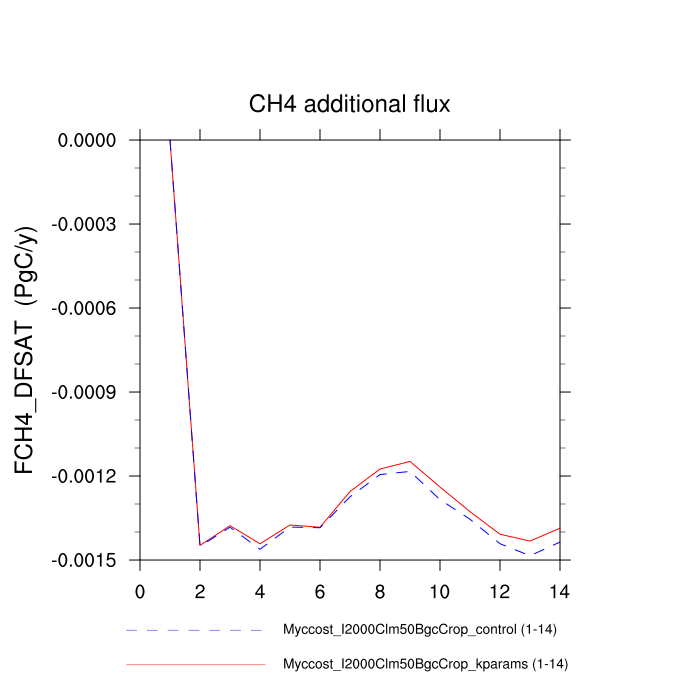 CH4 additional flux
FCH4_DFSAT (PgC/y)
0.0000
-0.0003
-0.0006
-0.0009
-0.0012
-0.0015
0 2 4 6 8 10 12 14
Myccost_I2000Clm50BgcCrop_control (1-14)
Myccost_I2000Clm50BgcCrop_kparams (1-14)